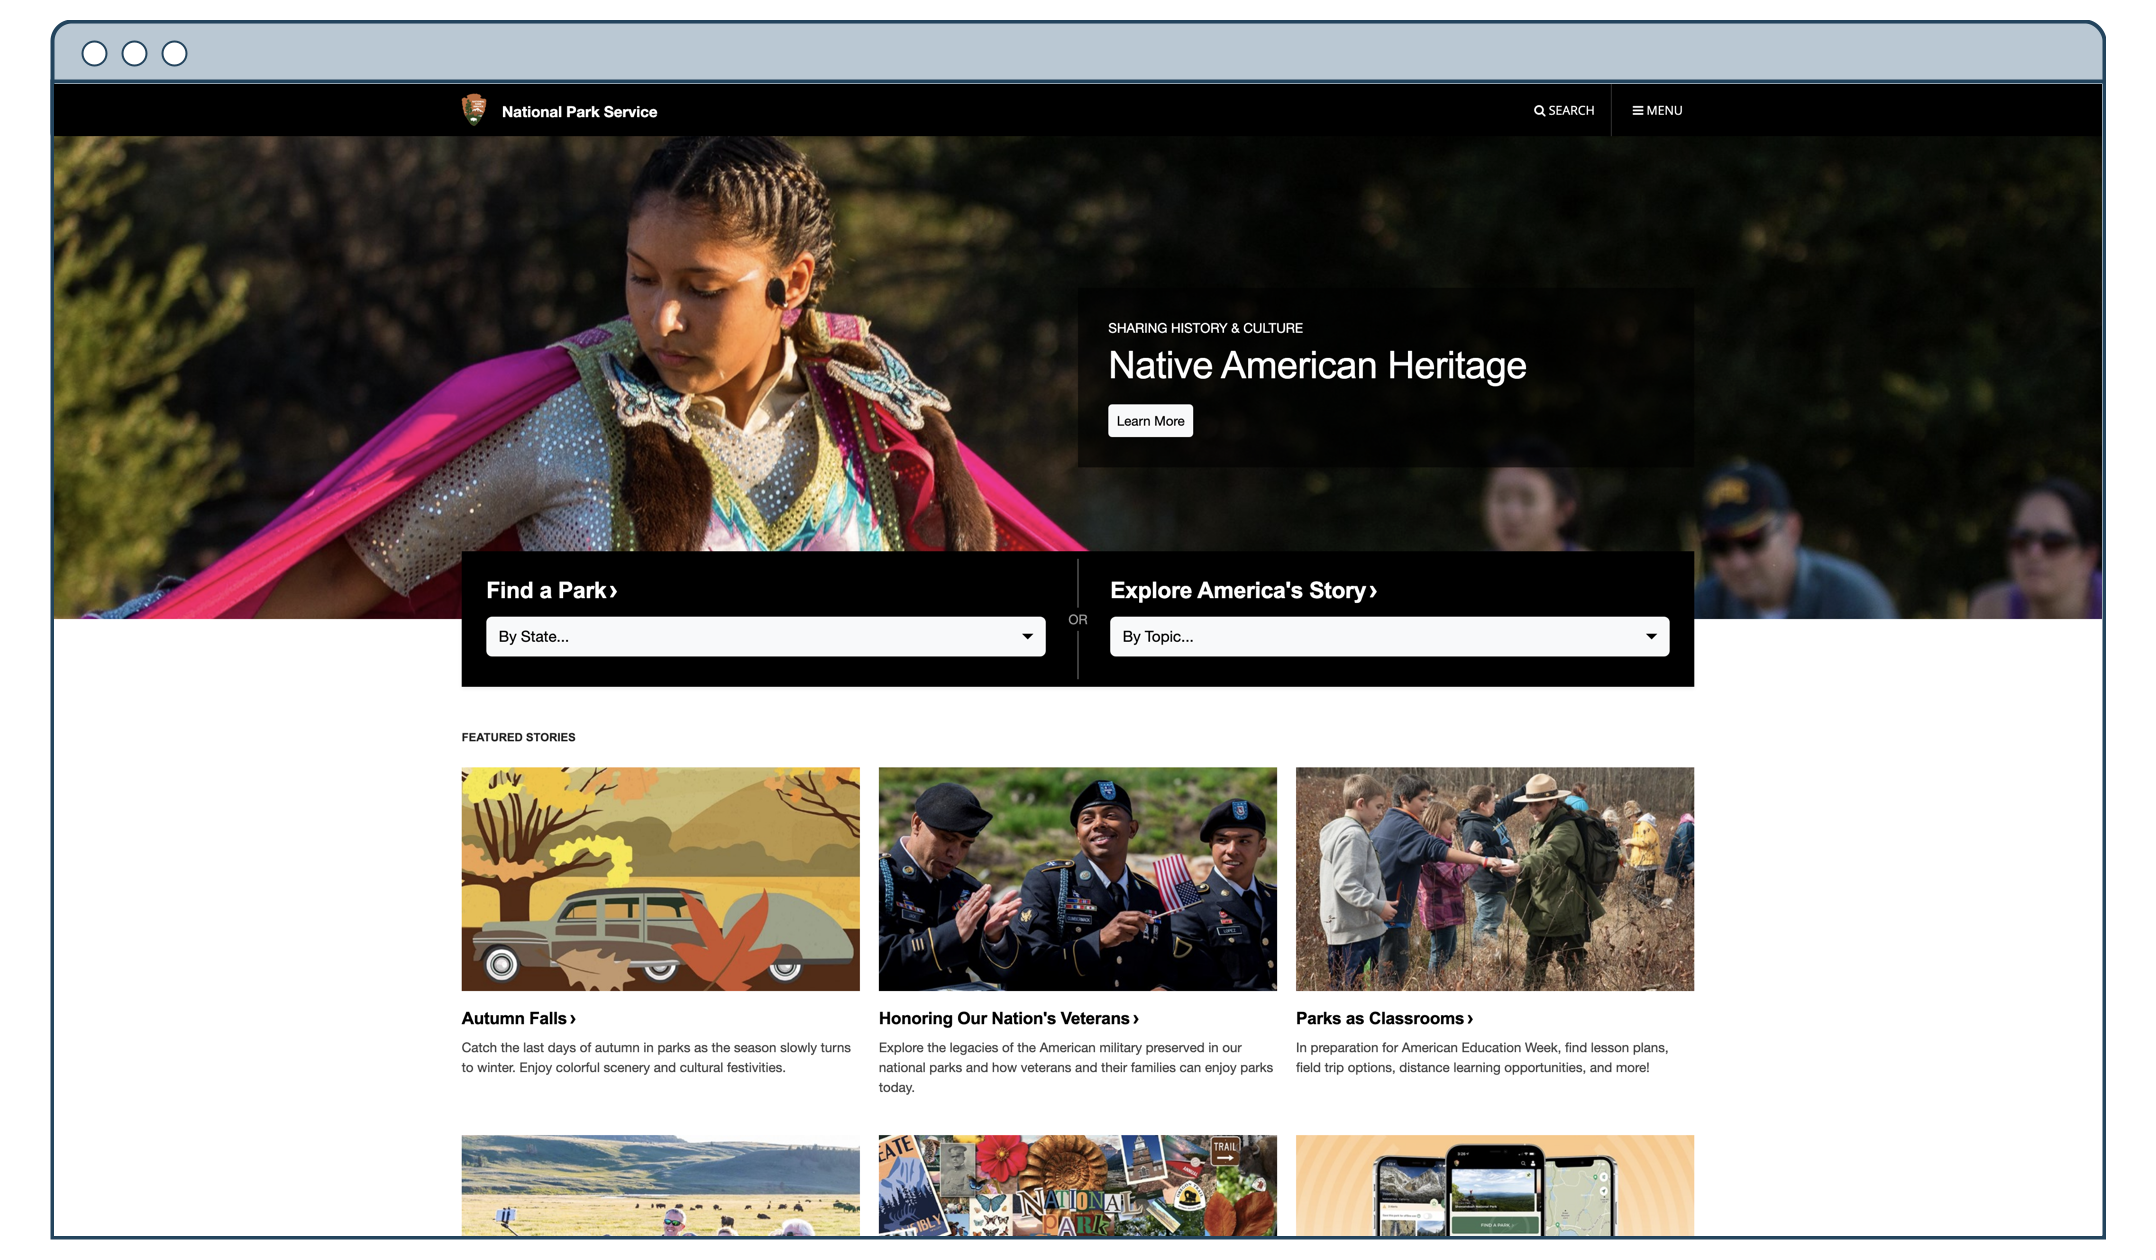 National Park Service
SEARCH
MENU
SHARING HISTORY & CULTURE
Native American Heritage
Learn More
Find a Park›
By State...
OR
Explore America's Story›
By Topic...
FEATURED STORIES
Autumn Falls›
Catch the last days of autumn in parks as the season slowly turns
to winter. Enjoy colorful scenery and cultural festivities.
Honoring Our Nation's Veterans›
Explore the legacies of the American military preserved in our
national parks and how veterans and their families can enjoy parks
today.
Parks as Classrooms›
In preparation for American Education Week, find lesson plans,
field trip options, distance learning opportunities, and more!
TRAIL
NATIONAL
PARK
FIND A PARK